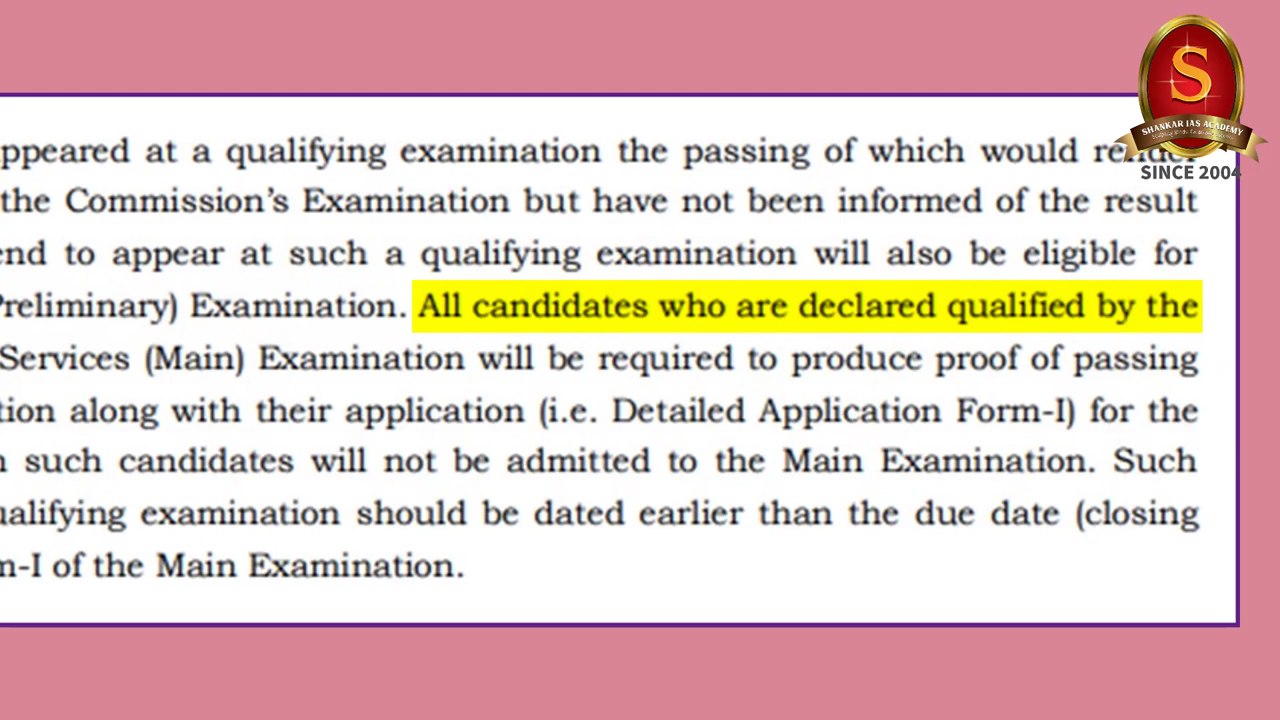 ppeared at a qualifying examination the passing of which would render
the Commission's Examination but have not been informed of the result
end to appear at such a qualifying examination will also be eligible for
Preliminary) Examination. All candidates who are declared qualified by the
Services (Main) Examination will be required to produce proof of passing
tion along with their application (i.e. Detailed Application Form-I) for the
h such candidates will not be admitted to the Main Examination. Such
ualifying examination should be dated earlier than the due date (closing
m-I of the Main Examination.
S
SHANKAR IAS ACADEMY
SINCE 2004